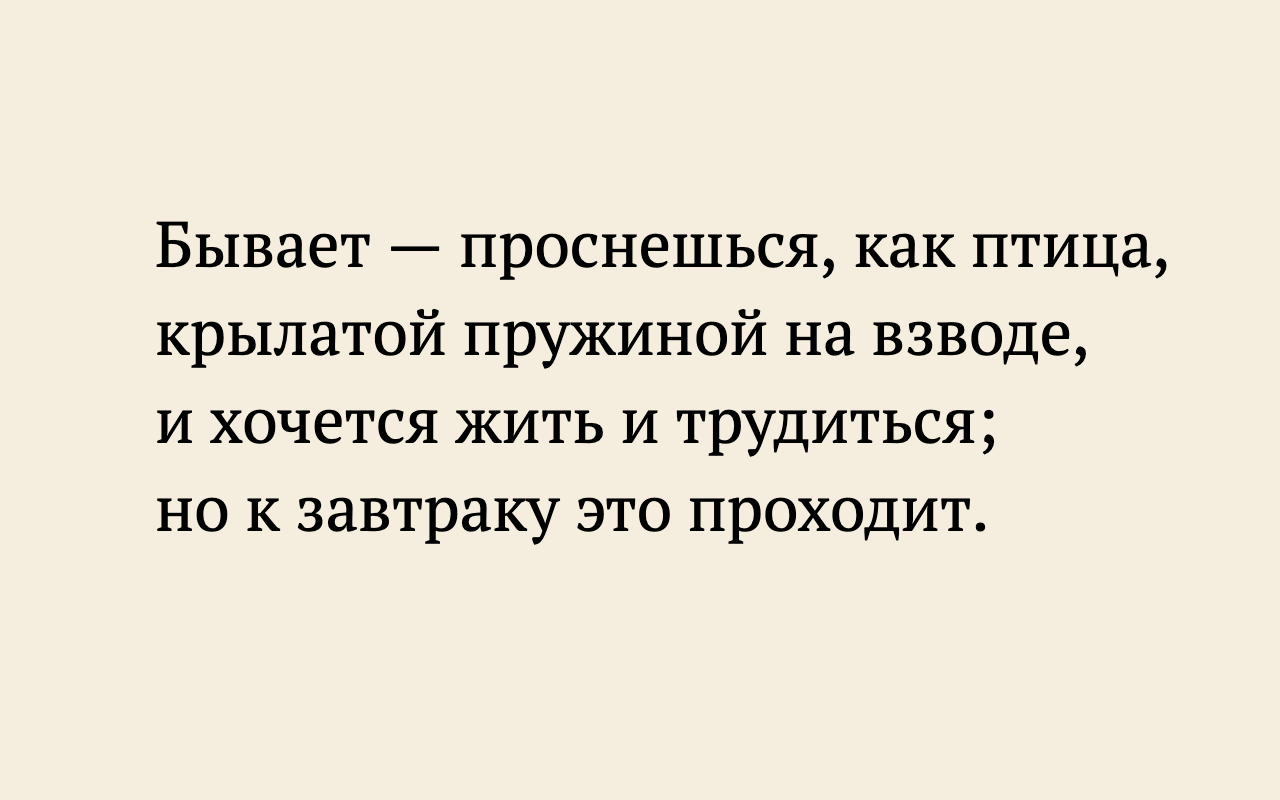 Бывает — проснешься, как птица,
крылатой пружиной на взводе,
и хочется жить и трудиться;
но к завтраку это проходит.